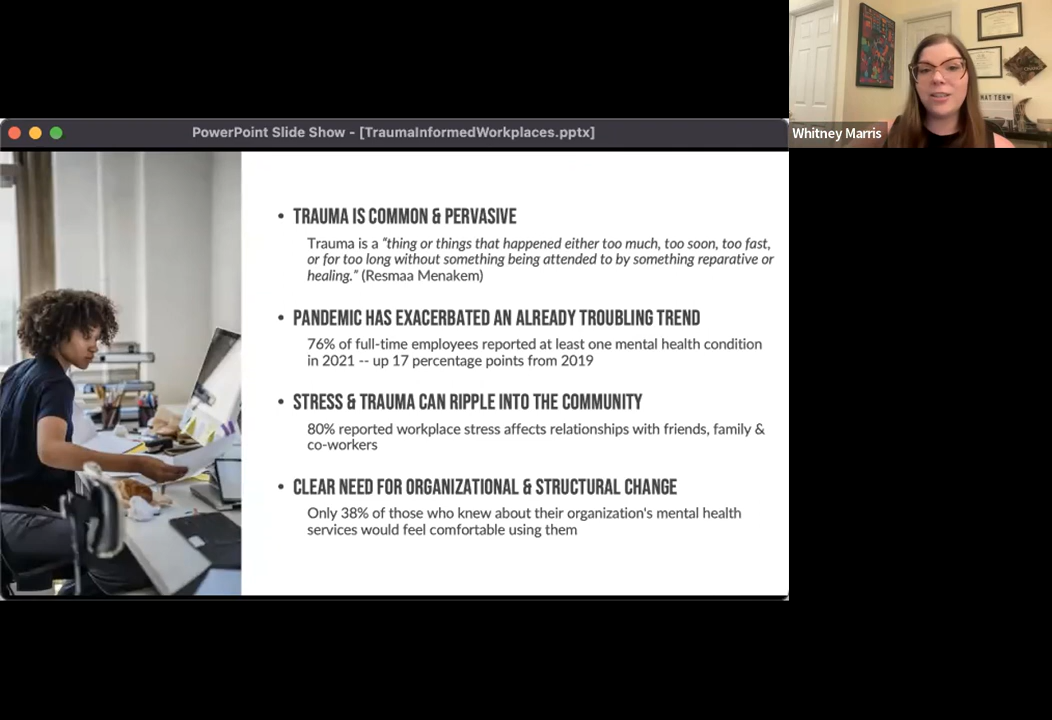 PowerPoint Slide Show - [TraumaInformedWorkplaces.pptx]
Whitney Marris
• TRAUMA IS COMMON & PERVASIVE
Trauma is a "thing or things that happened either too much, too soon, too fast,
or for too long without something being attended to by something reparative or
healing." (Resmaa Menakem)
• PANDEMIC HAS EXACERBATED AN ALREADY TROUBLING TREND
76% of full-time employees reported at least one mental health condition
in 2021 -- up 17 percentage points from 2019
• STRESS & TRAUMA CAN RIPPLE INTO THE COMMUNITY
80% reported workplace stress affects relationships with friends, family &
co-workers
• CLEAR NEED FOR ORGANIZATIONAL & STRUCTURAL CHANGE
Only 38% of those who knew about their organization's mental health
services would feel comfortable using them